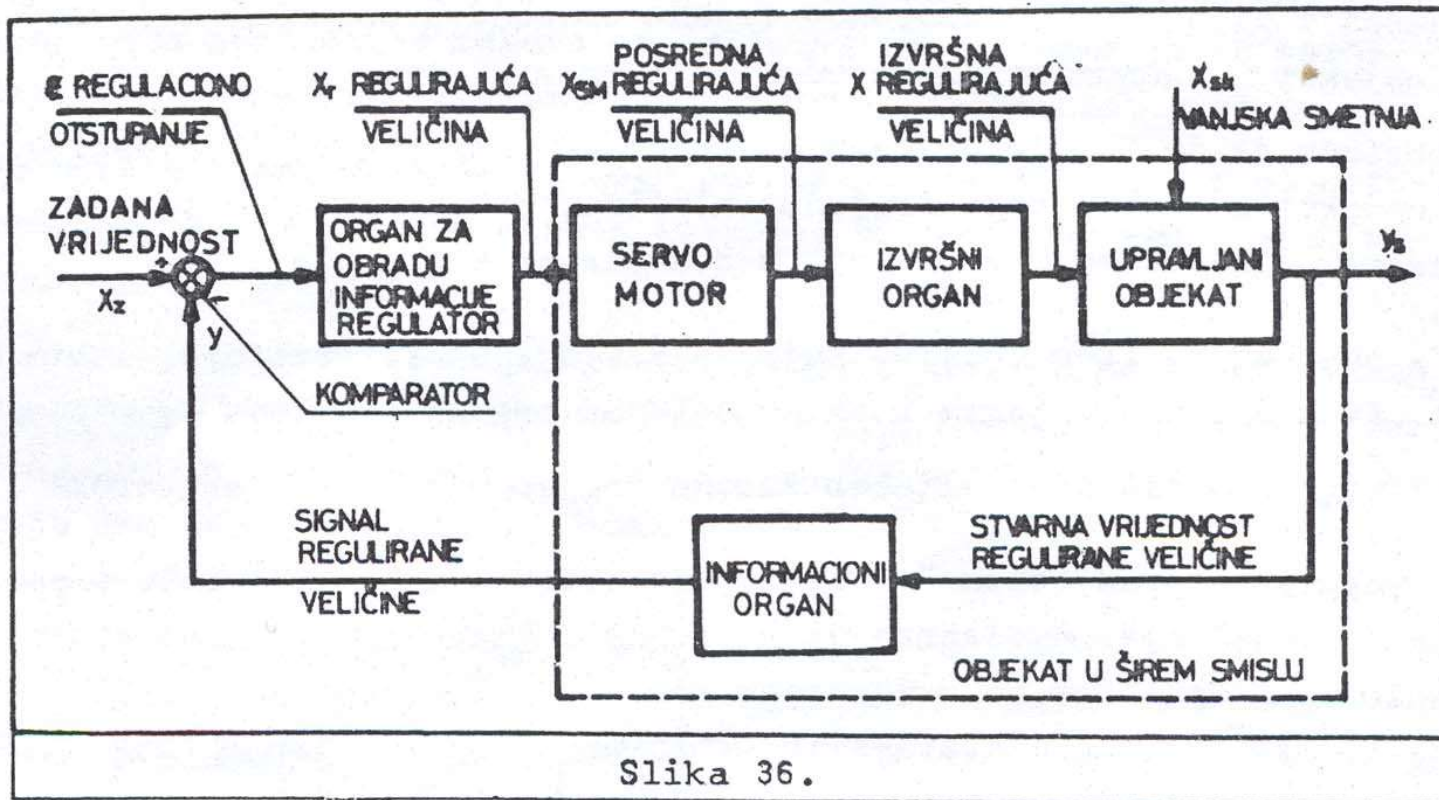 ε REGULACIONO
OTSTUPANJE
Xr REGULIRAJUĆA
VELIČINA
POSREDNA
XSM REGULIRAJUĆA
VELIČINA
IZVRŠNA
X REGULIRAJUĆA
VELIČINA
Xsk
VANJSKA SMETNJA
ZADANA
VRIJEDNOST
+
Xz
-
y
ORGAN ZA
OBRADU
INFORMACIJE
REGULATOR
SERVO
MOTOR
IZVRŠNI
ORGAN
UPRAVLJANI
OBJEKAT
ys
KOMPARATOR
SIGNAL
REGULIRANE
VELIČINE
INFORMACIONI
ORGAN
STVARNA VRIJEDNOST
REGULIRANE VELIČINE
OBJEKAT U ŠIREM SMISLU
Slika 36.